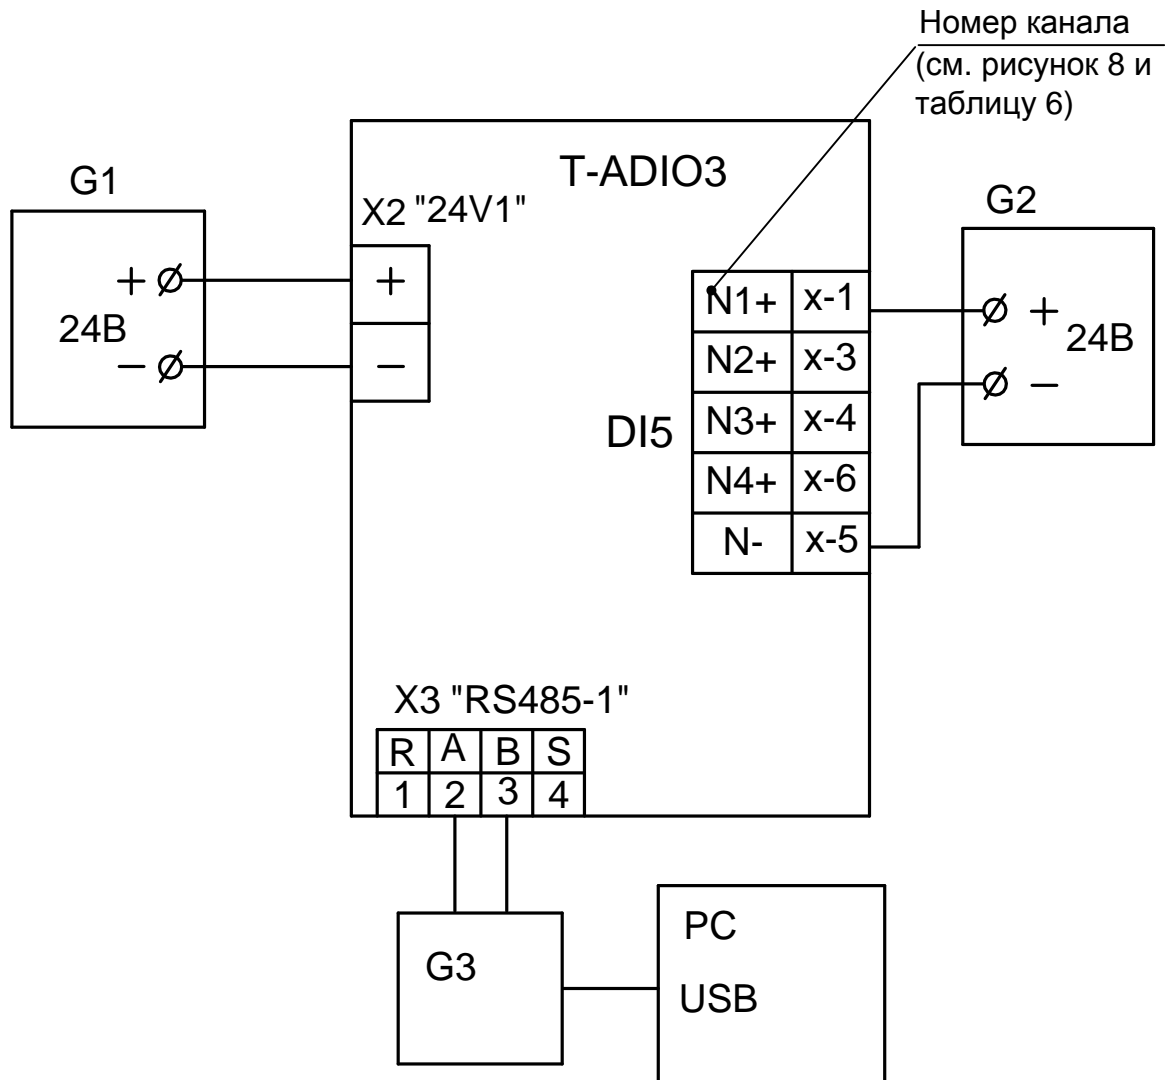 Номер канала
(см. рисунок 8 и
таблицу 6)
T-ADIO3
G1
X2 "24V1"
G2
+ +
24В
− −
N1+ x-1
N2+ x-3
N3+ x-4
N4+ x-6
N- x-5
DI5
+
24В
−
X3 "RS485-1"
R A B S
1 2 3 4
G3
PC
USB